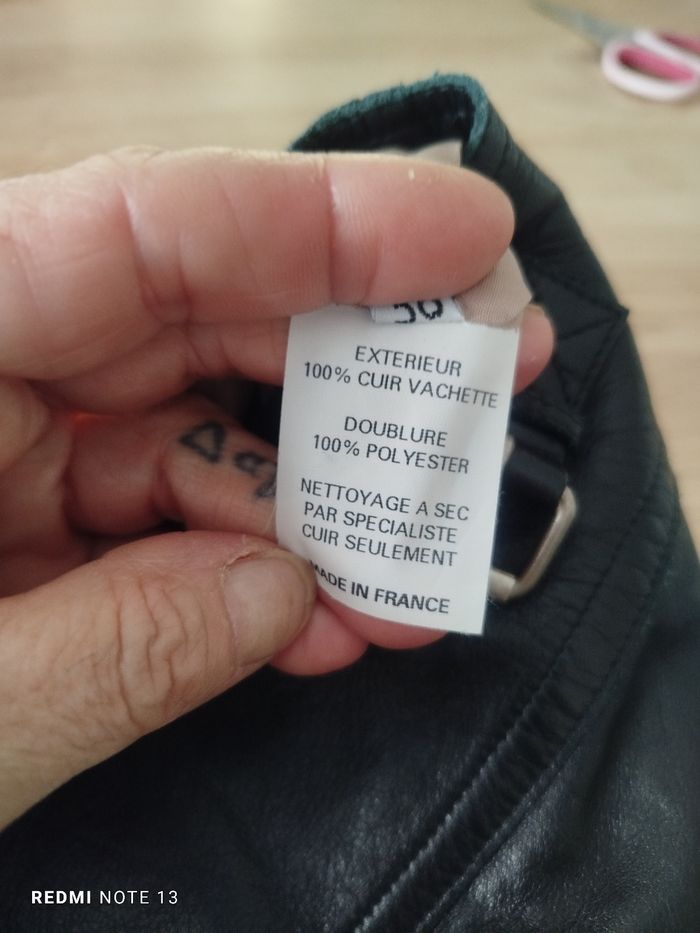 EXTERIEUR
100% CUIR VACHETTE
DOUBLURE
100% POLYESTER
NETTOYAGE A SEC
PAR SPECIALISTE
CUIR SEULEMENT
MADE IN FRANCE
REDMI NOTE 13